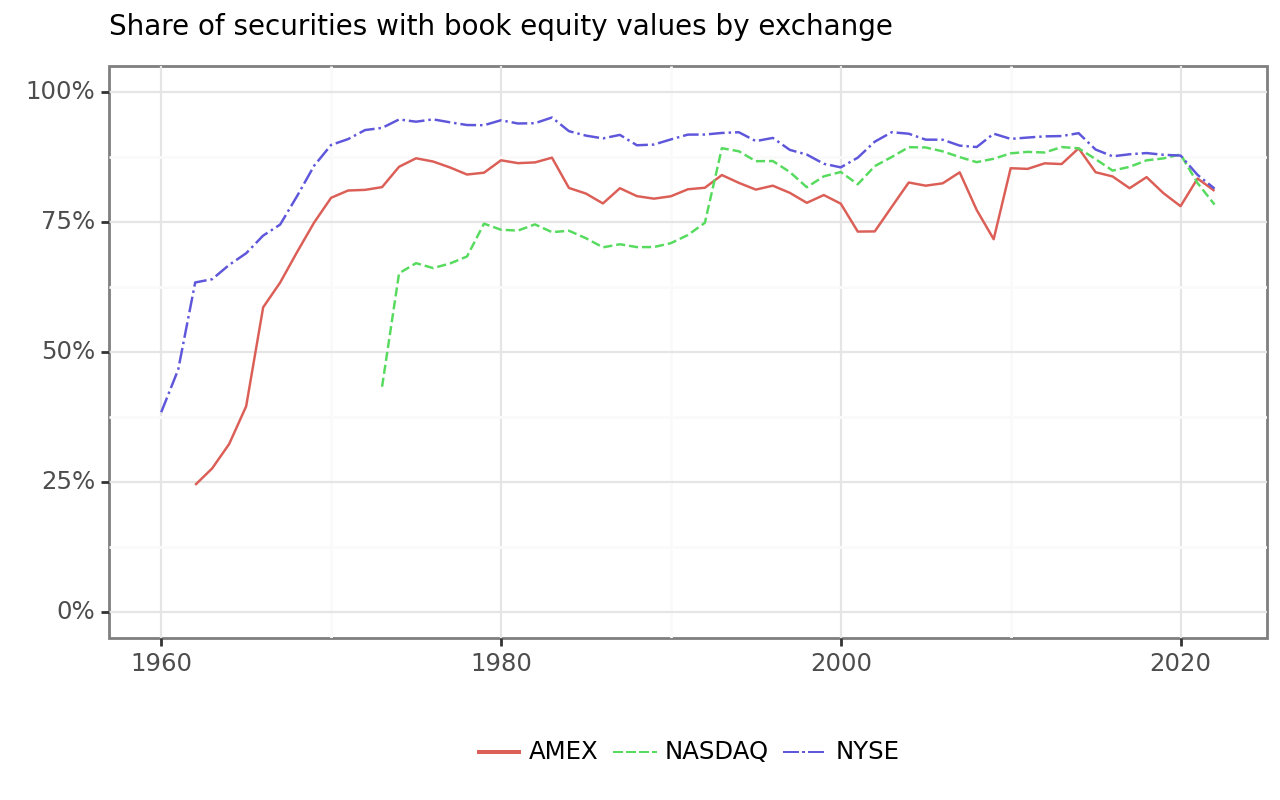 Share of securities with book equity values by exchange
100%
75%
50%
25%
0%
1960 1980 2000 2020
AMEX NASDAQ NYSE